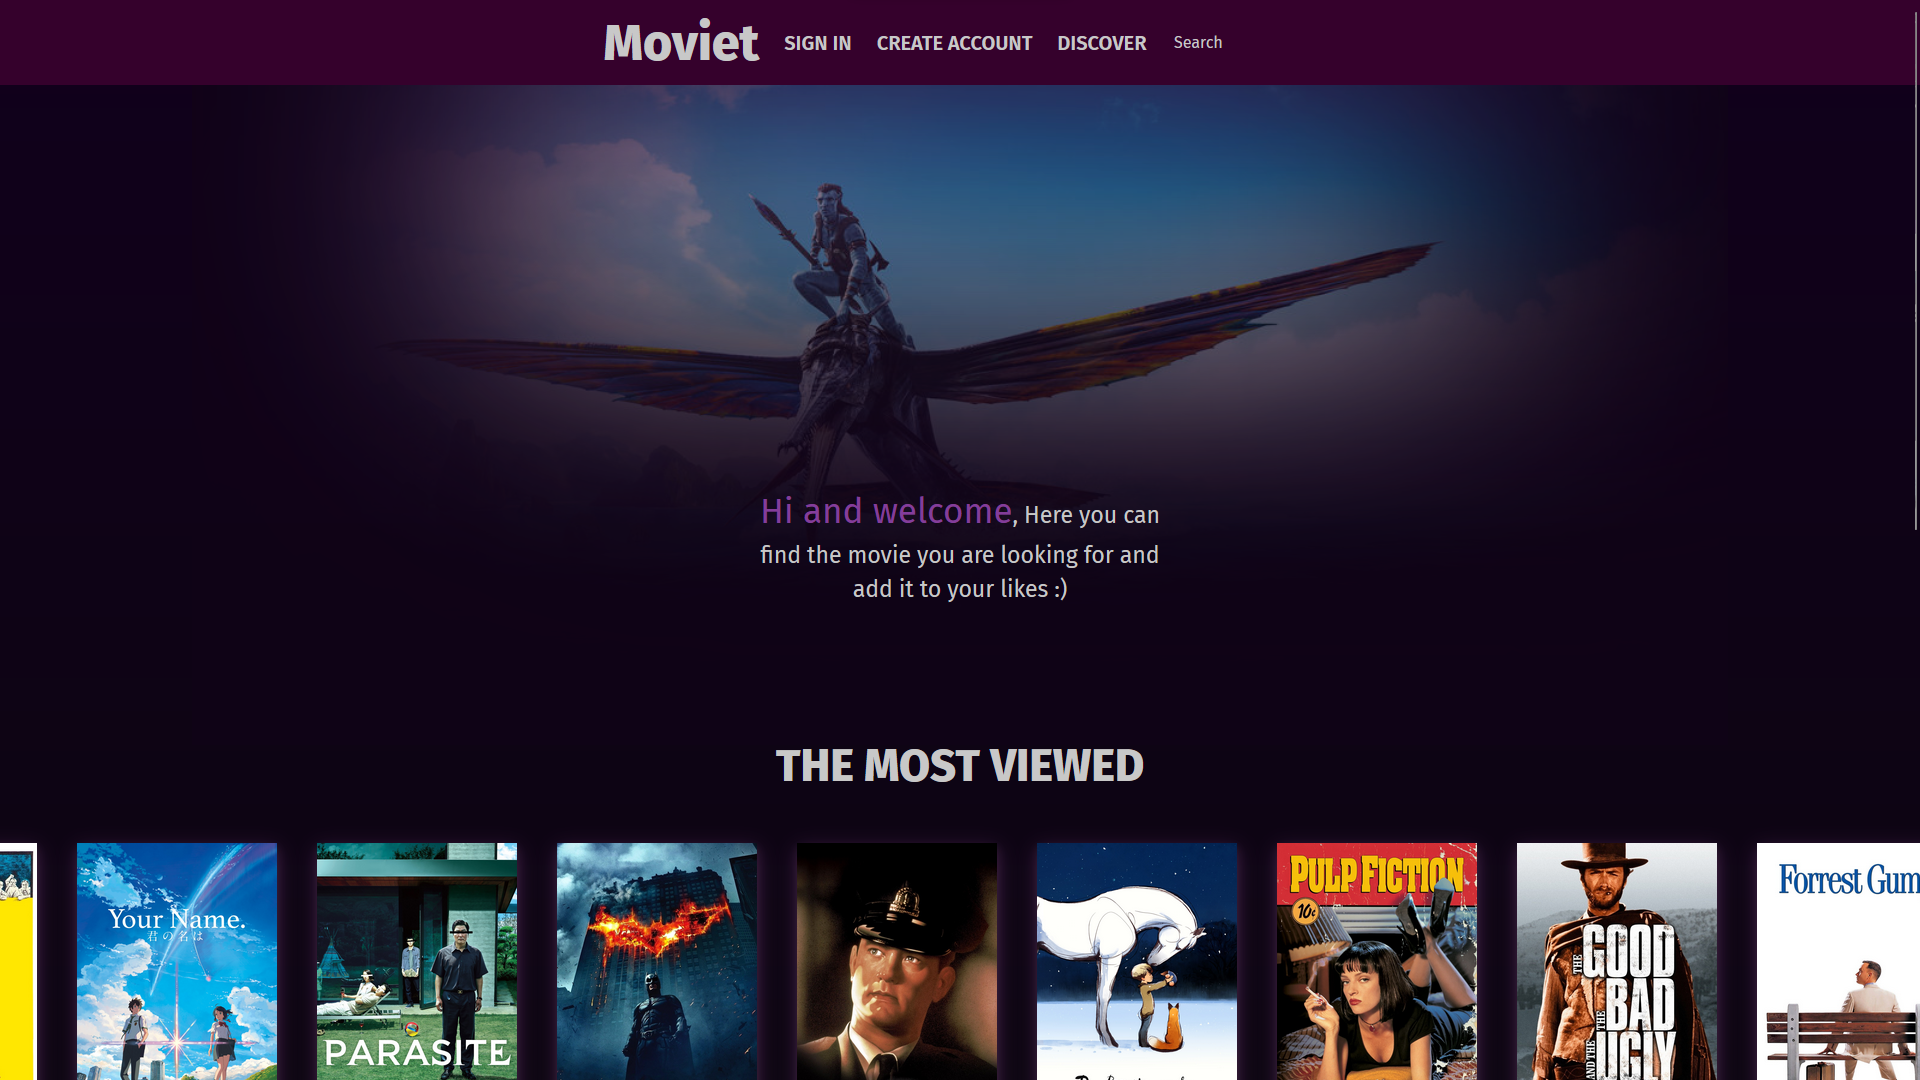 Moviet SIGN IN CREATE ACCOUNT DISCOVER Search
Hi and welcome, Here you can
find the movie you are looking for and
add it to your likes :)
THE MOST VIEWED
Your Name.
君の名は
PARASITE
PULP FICTION
10¢
THE GOOD
THE BAD
AND THE UGLY
Forrest Gum